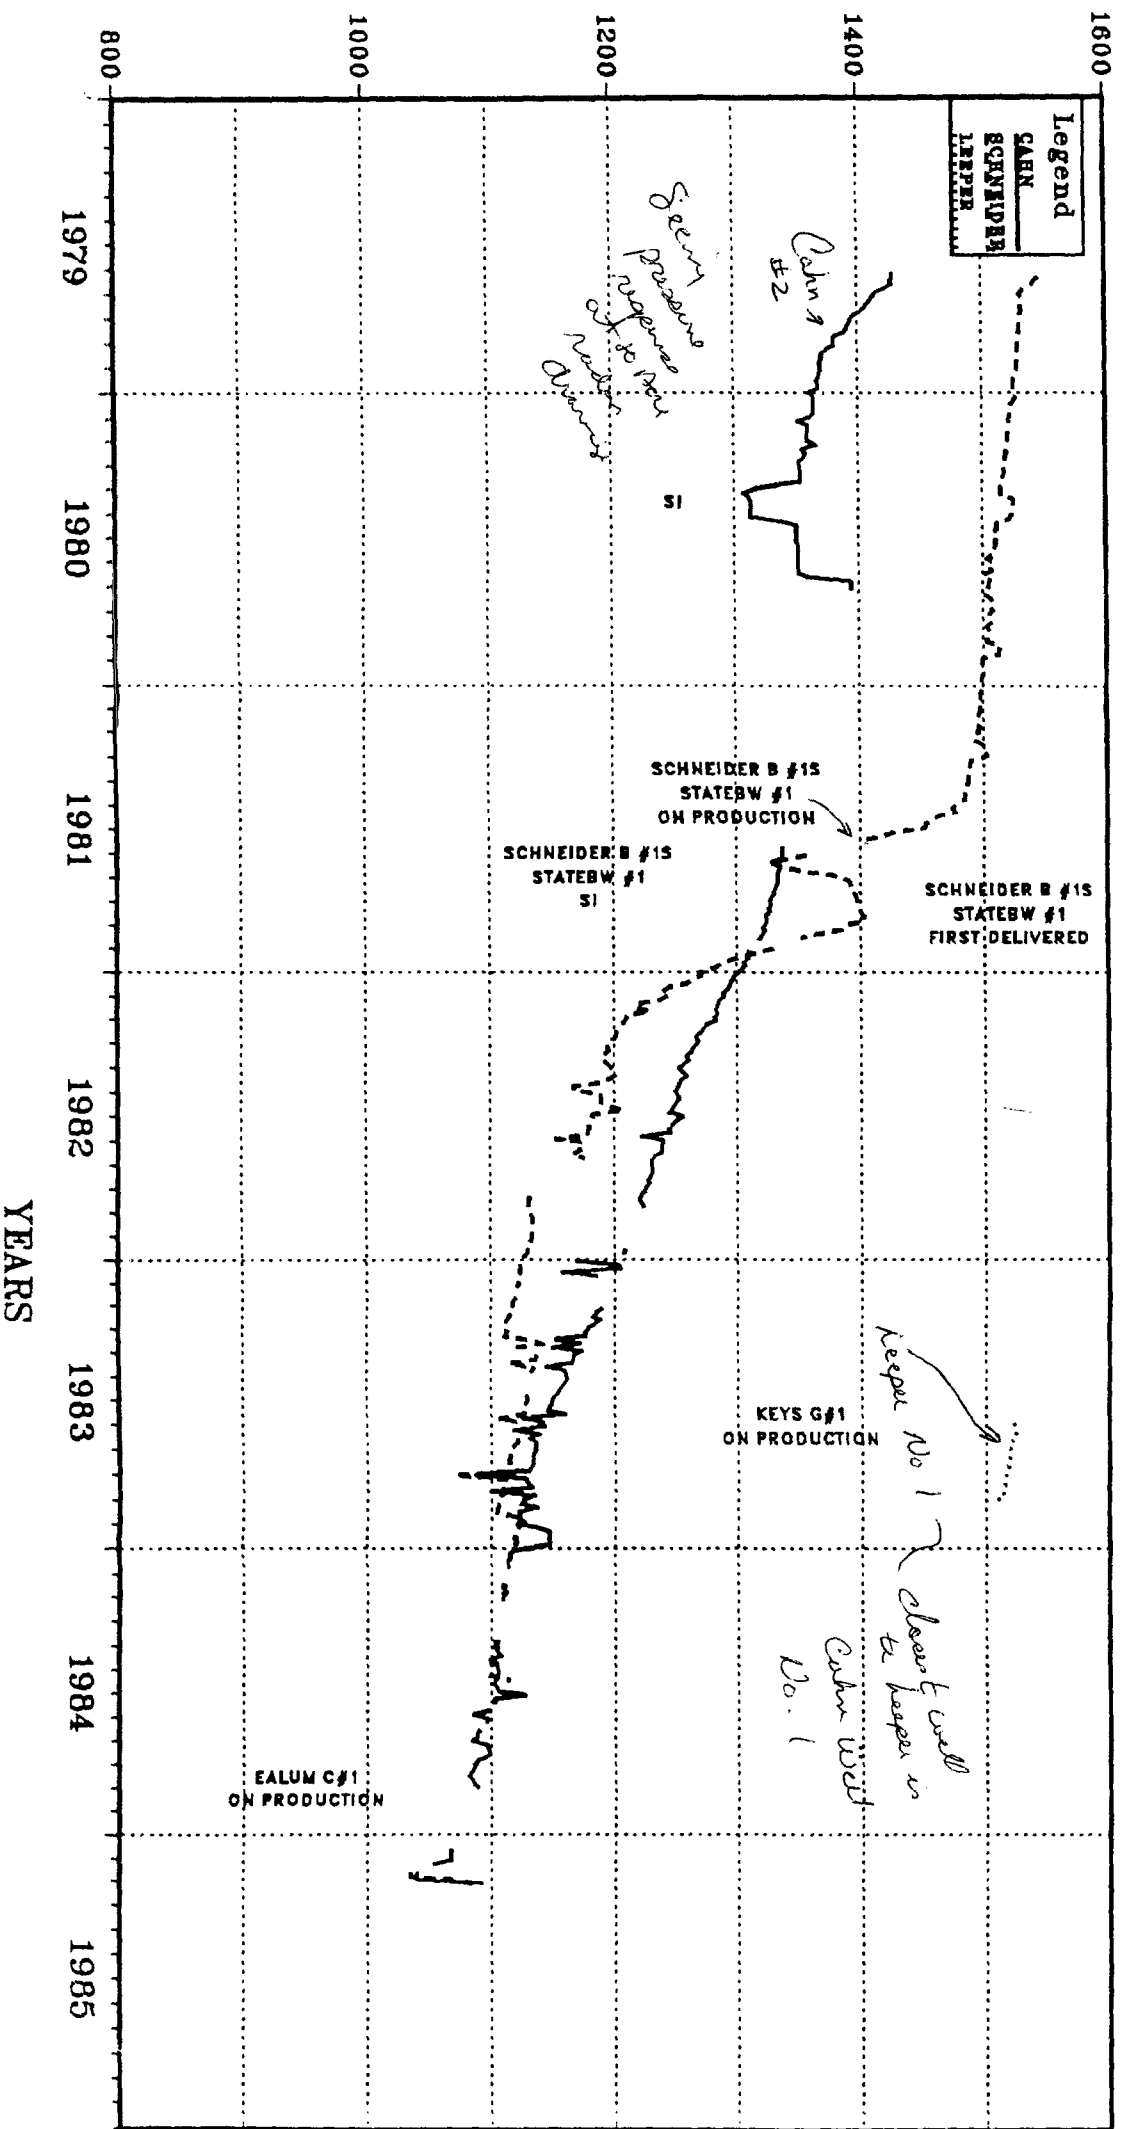 1600
1400
1200
1000
800
Legend
CAHN
SCHNEIDER
LEEPER
Cahn
#2
Seeing
pressure
response
at
radius
SI
SCHNEIDER B #1S
STATEBW #1
ON PRODUCTION
SCHNEIDER B #1S
STATEBW #1
SI
SCHNEIDER B #1S
STATEBW #1
FIRST DELIVERED
KEYS G#1
ON PRODUCTION
Leeper No 1
closest well
to Leeper is
Cahn Well
No. 1
EALUM C#1
ON PRODUCTION
1979
1980
1981
1982
1983
1984
1985
YEARS